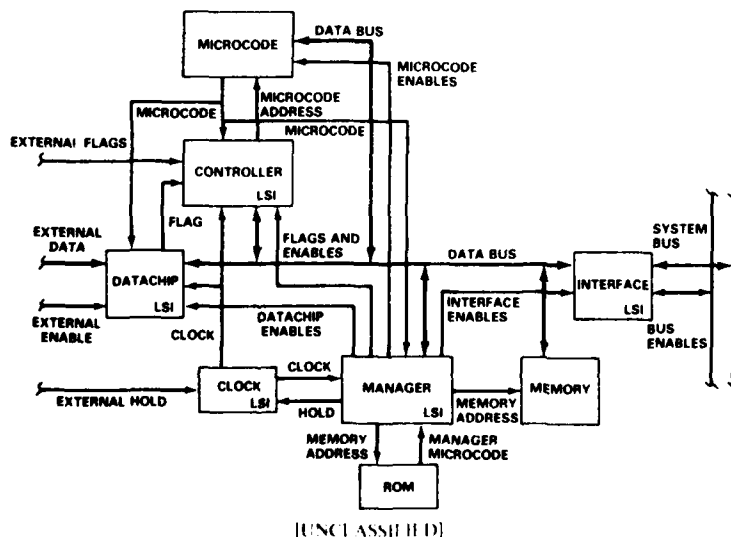 DATA BUS
MICROCODE
MICROCODE
ENABLES
MICROCODE
MICROCODE
ADDRESS
MICROCODE
EXTERNAL FLAGS
CONTROLLER
LSI
FLAG
SYSTEM
BUS
EXTERNAL
DATA
FLAGS AND
ENABLES
DATA BUS
DATACHIP
LSI
INTERFACE
LSI
INTERFACE
ENABLES
DATACHIP
ENABLES
EXTERNAL
ENABLE
CLOCK
BUS
ENABLES
CLOCK
CLOCK
LSI
MANAGER
LSI
MEMORY
EXTERNAL HOLD
HOLD
MEMORY
ADDRESS
MEMORY
ADDRESS
MANAGER
MICROCODE
ROM
[UNCLASSIFIED]